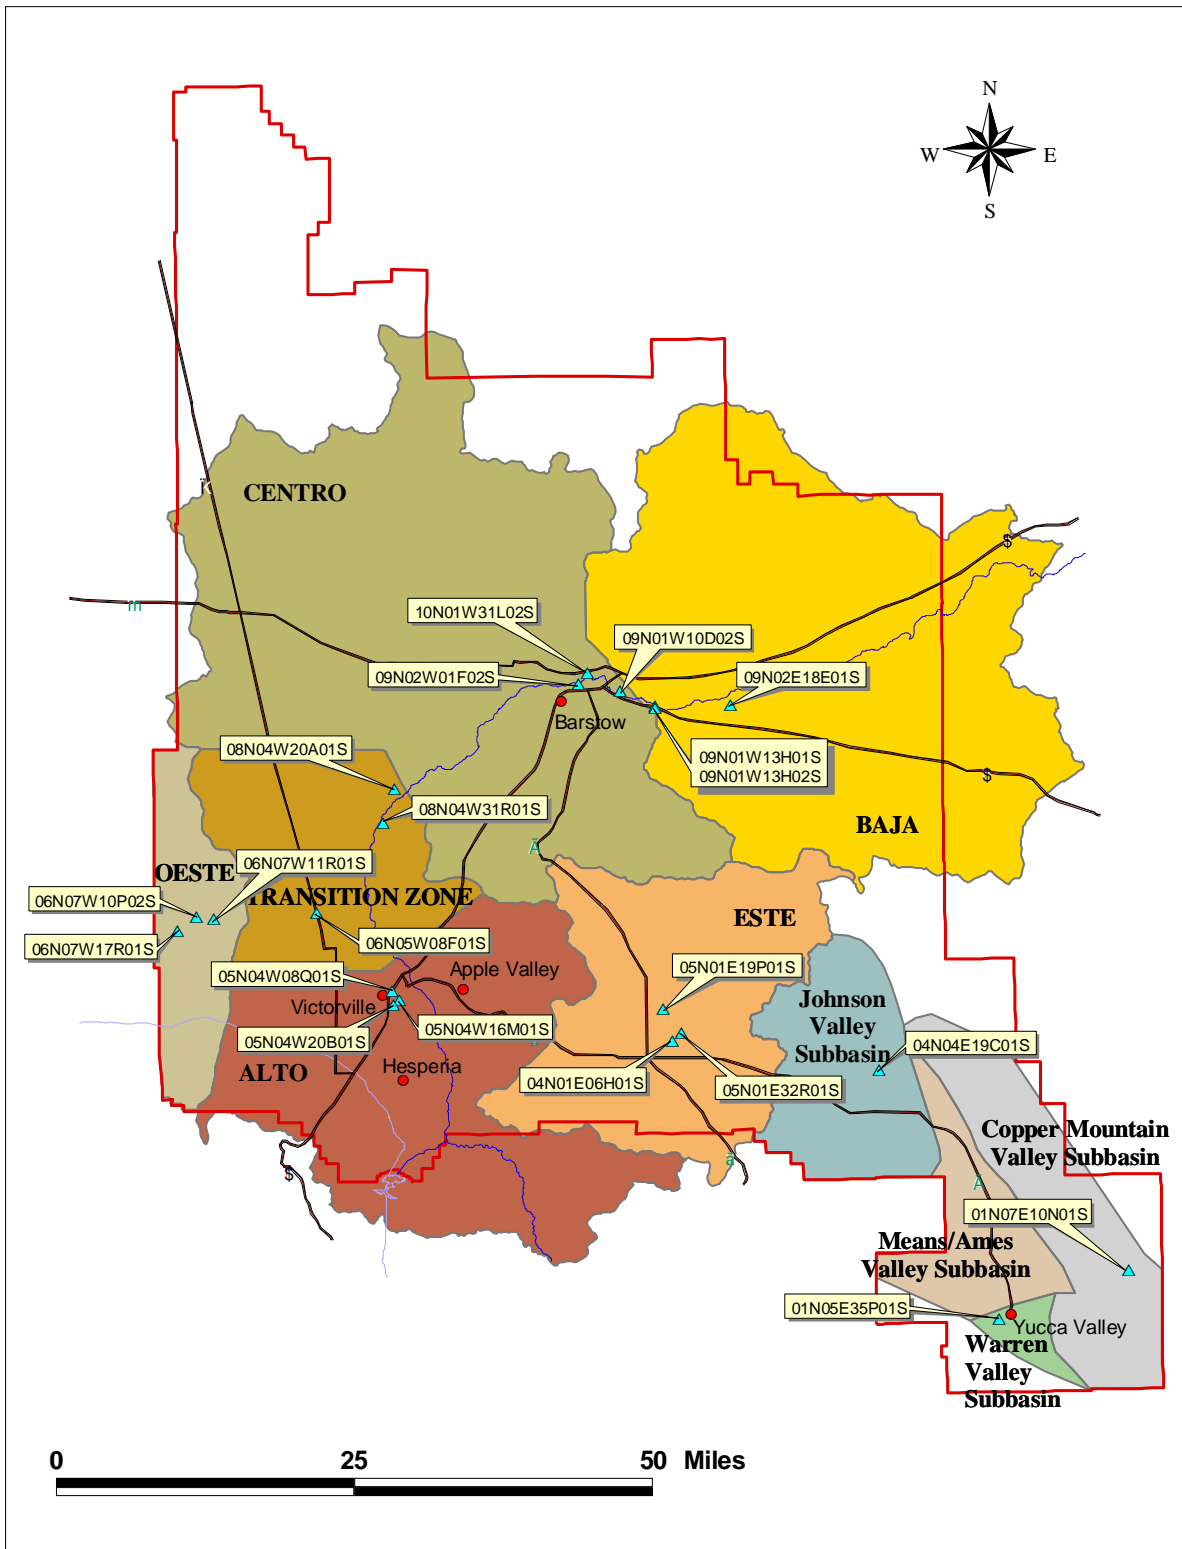 N
W
E
S
CENTRO
$
m
10N01W31L02S
09N01W10D02S
09N02W01F02S
09N02E18E01S
Barstow
08N04W20A01S
09N01W13H01S
09N01W13H02S
$
08N04W31R01S
BAJA
Ã
06N07W11R01S
OESTE
TRANSITION ZONE
06N07W10P02S
ESTE
06N07W17R01S
06N05W08F01S
05N04W08Q01S
Apple Valley
05N01E19P01S
Victorville
Johnson
Valley
Subbasin
05N04W16M01S
05N04W20B01S
04N04E19C01S
ALTO
Hesperia
04N01E06H01S
05N01E32R01S
Copper Mountain
Valley Subbasin
ã
$
Ã
01N07E10N01S
Means/Ames
Valley Subbasin
01N05E35P01S
Yucca Valley
Warren
Valley
Subbasin
0
25
50 Miles